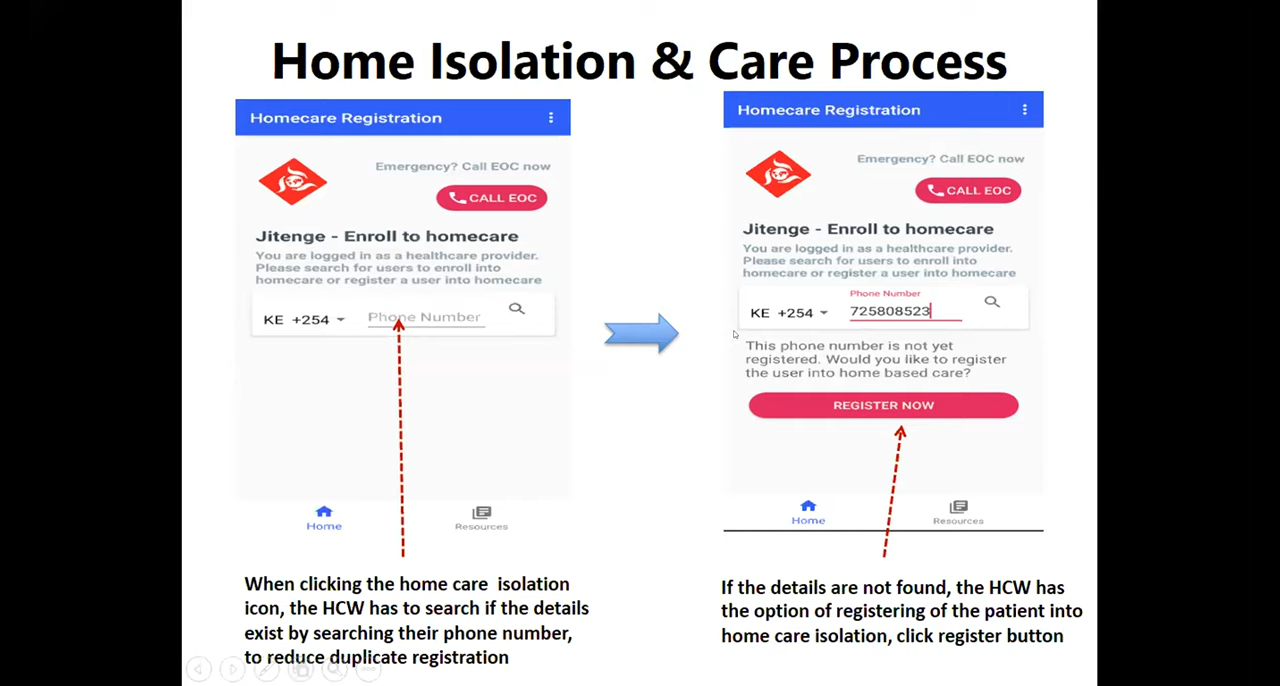 Home Isolation & Care Process
Homecare Registration
Emergency? Call EOC now
CALL EOC
Jitenge - Enroll to homecare
You are logged in as a healthcare provider.
Please search for users to enroll into
homecare or register a user into homecare
KE +254 Phone Number
Home Resources
When clicking the home care isolation
icon, the HCW has to search if the details
exist by searching their phone number,
to reduce duplicate registration
Homecare Registration
Emergency? Call EOC now
CALL EOC
Jitenge - Enroll to homecare
You are logged in as a healthcare provider.
Please search for users to enroll into
homecare or register a user into homecare
Phone Number
KE +254 725808523
This phone number is not yet
registered. Would you like to register
the user into home based care?
REGISTER NOW
Home Resources
If the details are not found, the HCW has
the option of registering of the patient into
home care isolation, click register button